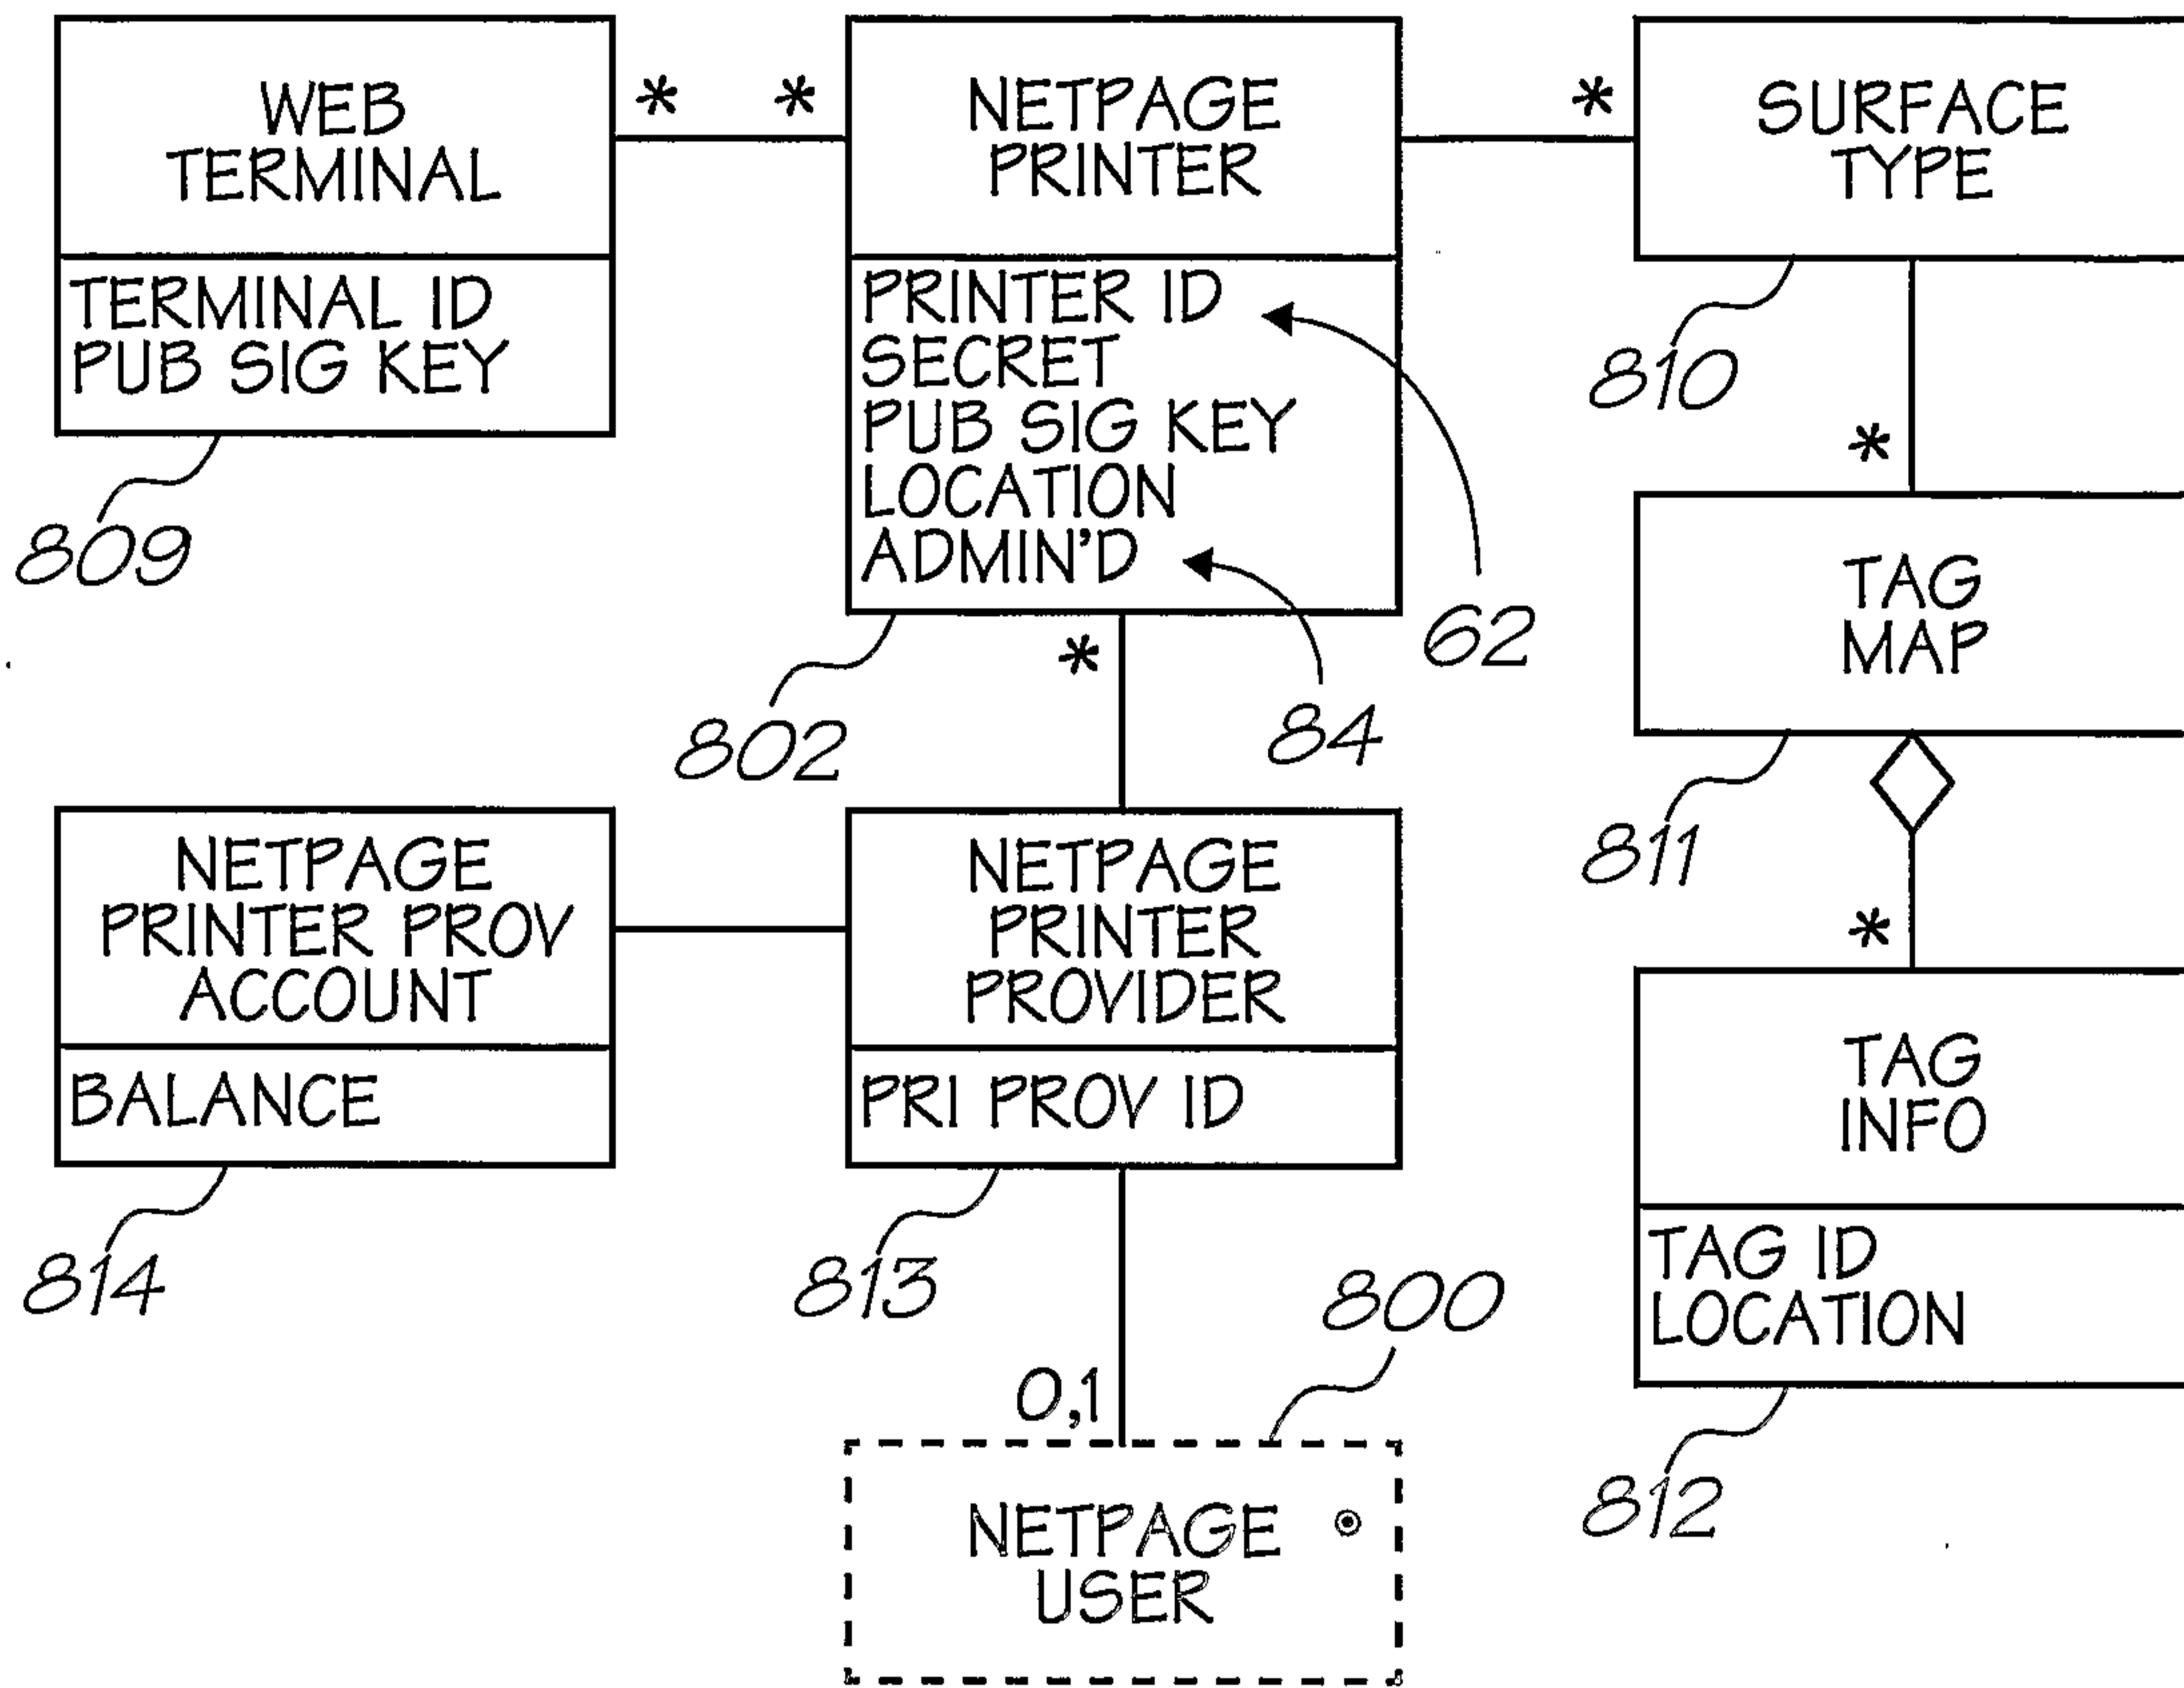 WEB
TERMINAL
* *
NETPAGE
PRINTER
*
SURFACE
TYPE
TERMINAL ID
PUB SIG KEY
809
PRINTER ID
SECRET
PUB SIG KEY
LOCATION
ADMIN'D
62
84
802
*
810
*
TAG
MAP
811
*
NETPAGE
PRINTER PROV
ACCOUNT
BALANCE
814
NETPAGE
PRINTER
PROVIDER
PRI PROV ID
813
TAG
INFO
TAG ID
LOCATION
812
800
0,1
NETPAGE
USER